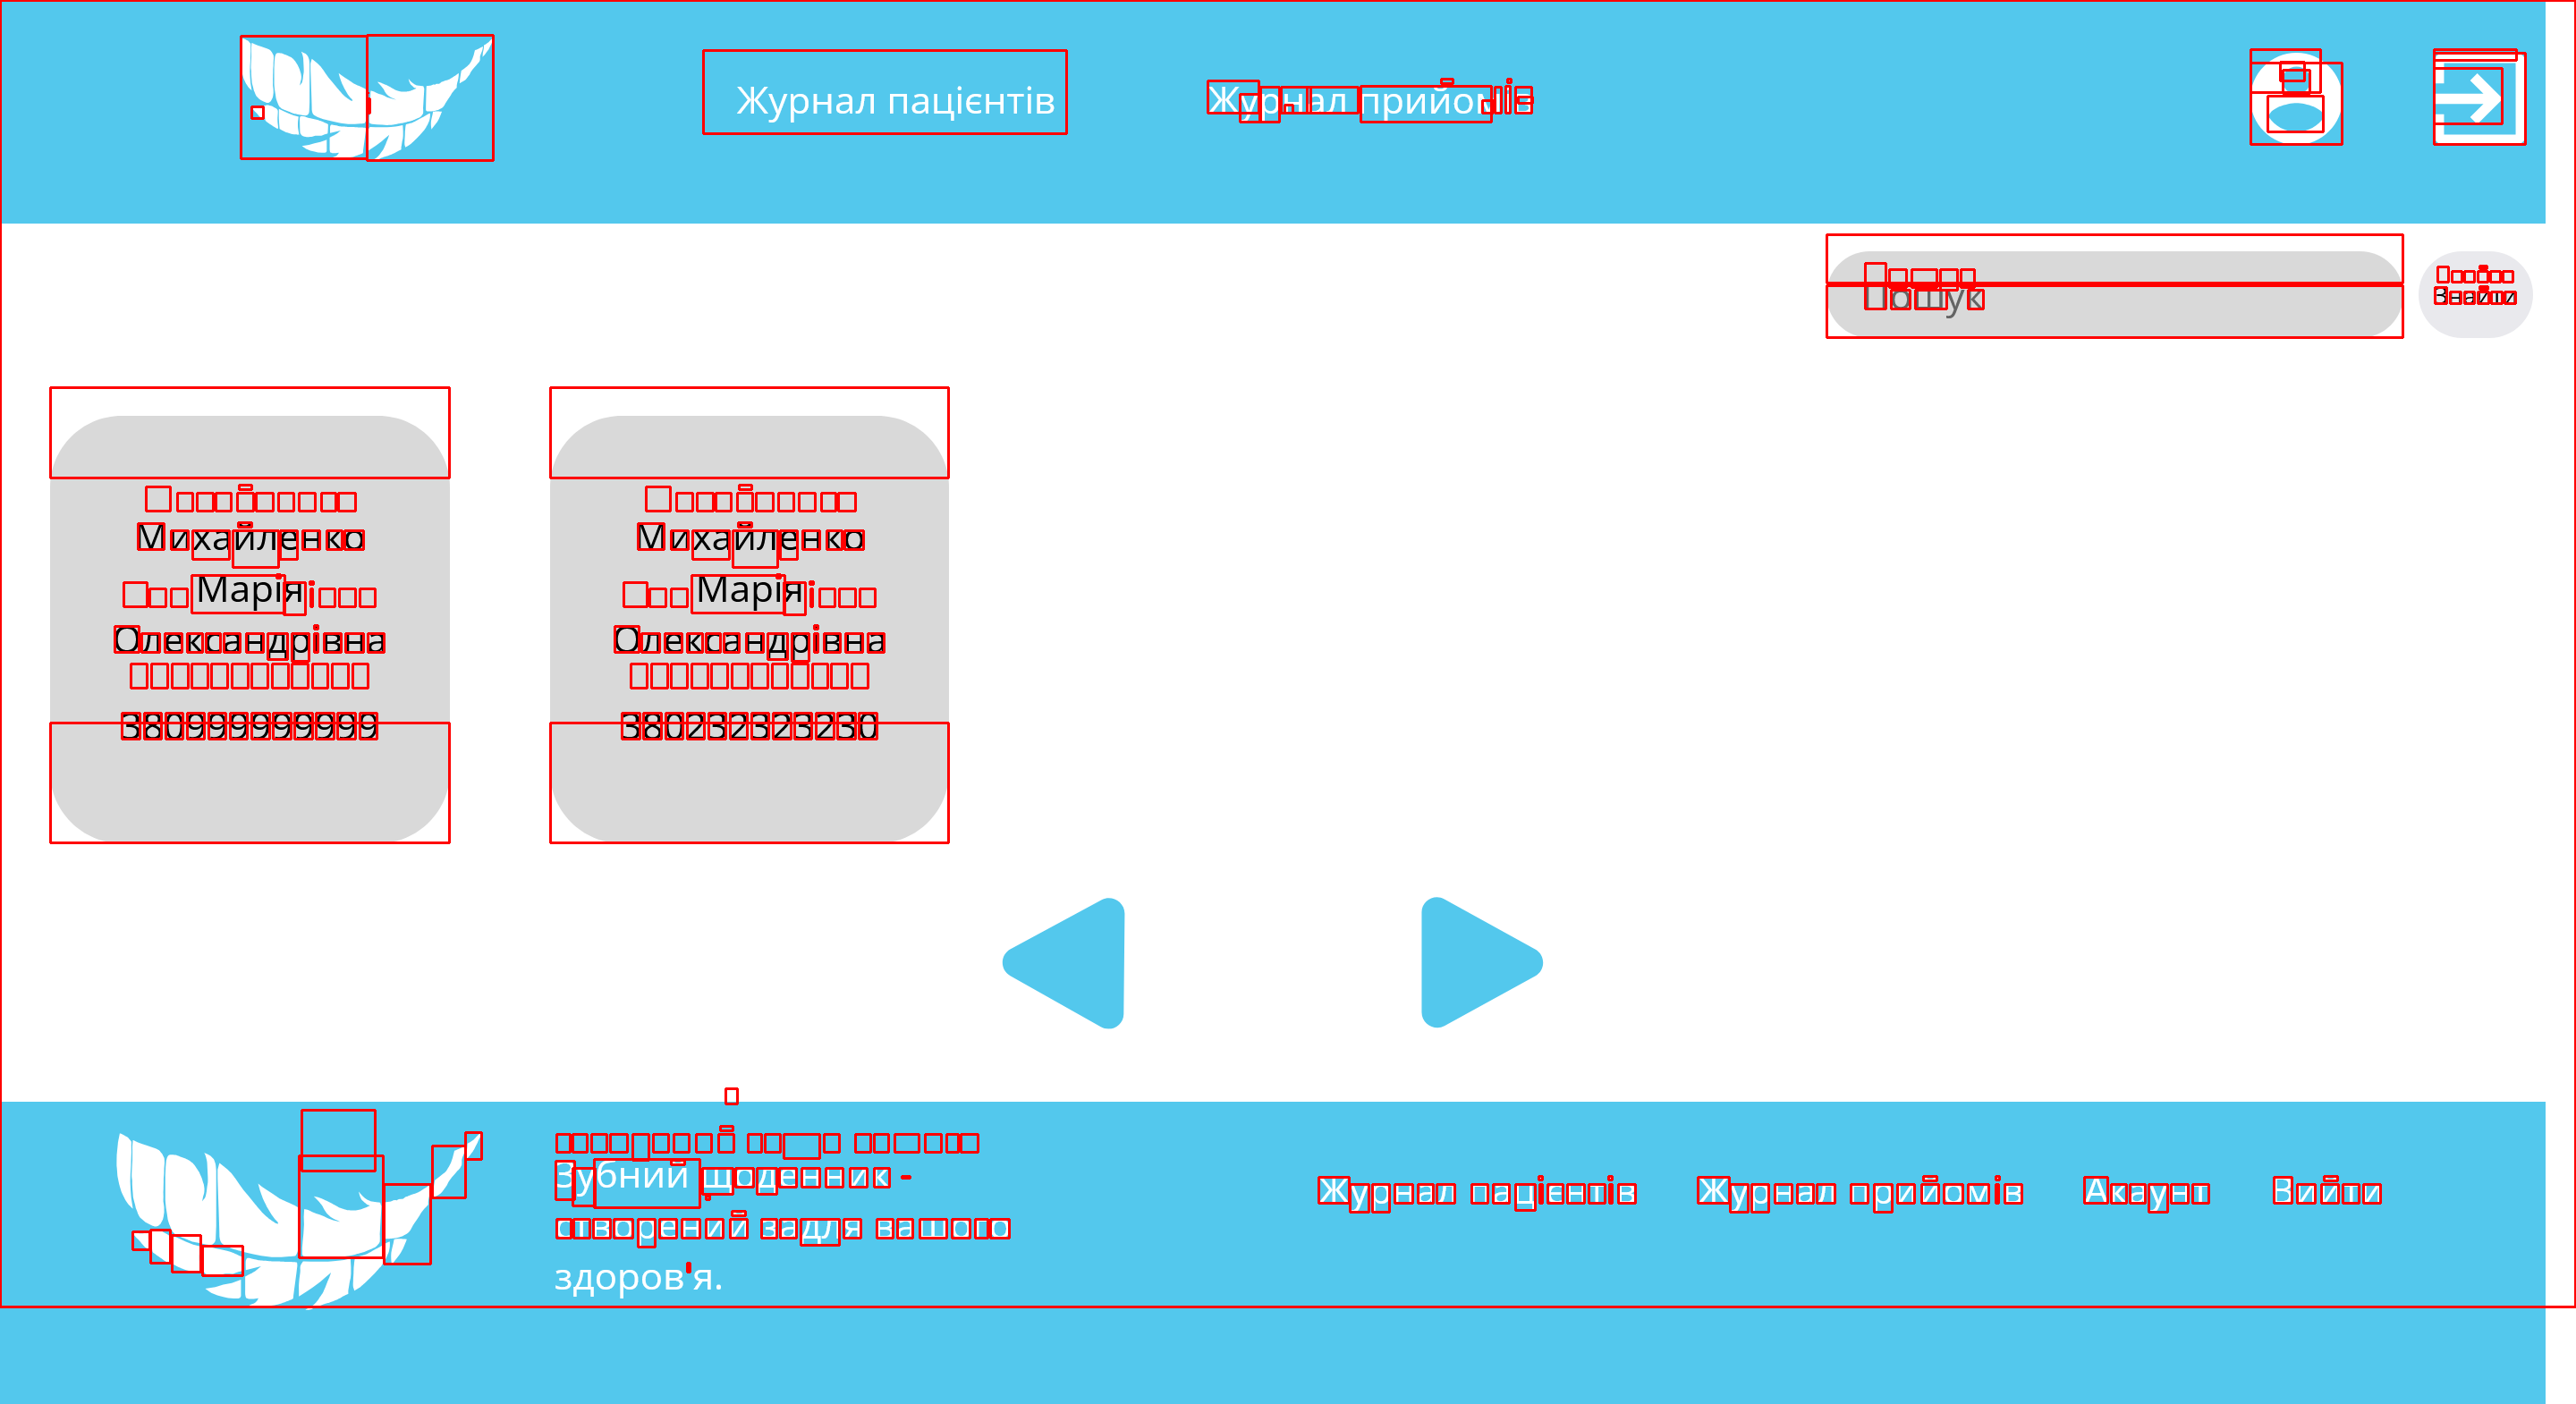 Журнал пацієнтів
Журнал прийомів
Пошук
Знайти
Михайленко
Марія
Олександрівна
380999999999
Михайленко
Марія
Олександрівна
380232323230
Зубний щоденник -
створений задля вашого
здоров'я.
Журнал пацієнтів
Журнал прийомів
Акаунт
Вийти